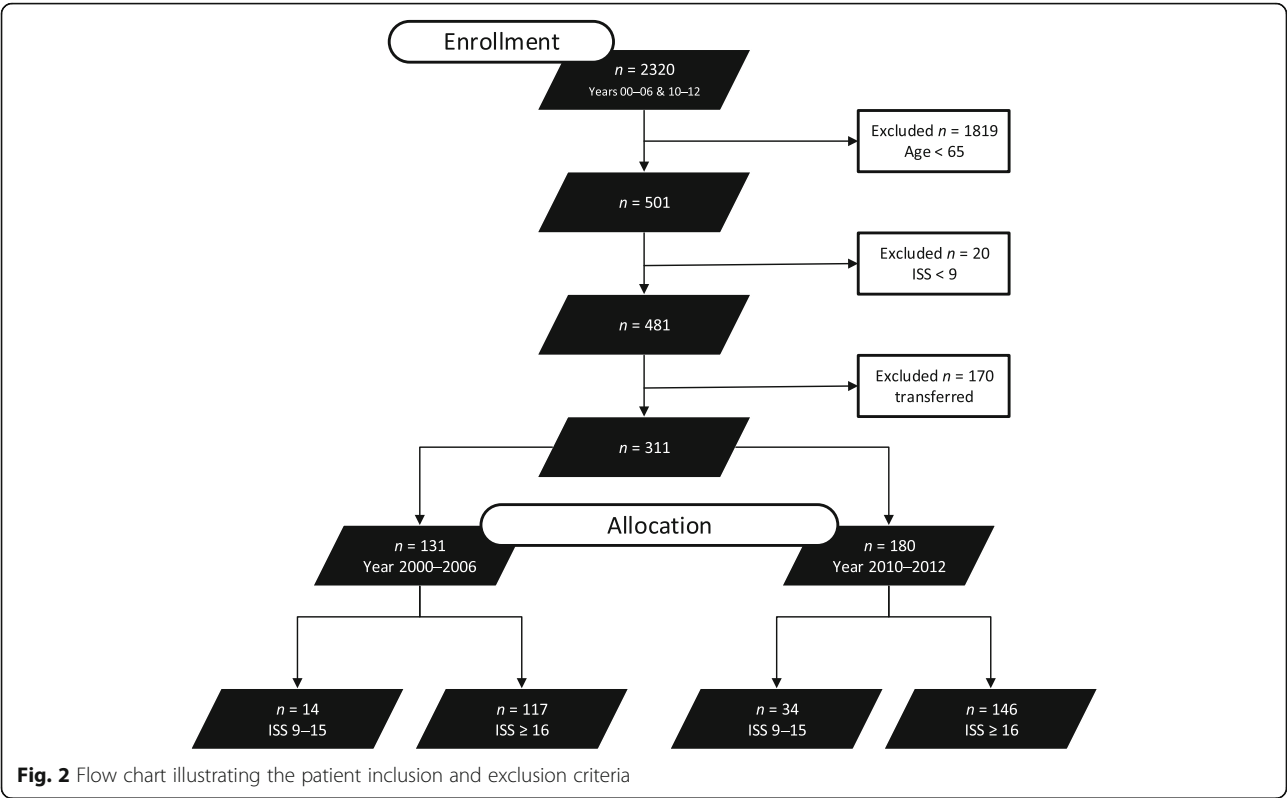 Enrollment
n = 2320
Years 00–06 & 10–12
Excluded n = 1819
Age < 65
n = 501
Excluded n = 20
ISS < 9
n = 481
Excluded n = 170
transferred
n = 311
Allocation
n = 131
Year 2000–2006
n = 180
Year 2010–2012
n = 14
ISS 9–15
n = 117
ISS ≥ 16
n = 34
ISS 9–15
n = 146
ISS ≥ 16
Fig. 2 Flow chart illustrating the patient inclusion and exclusion criteria